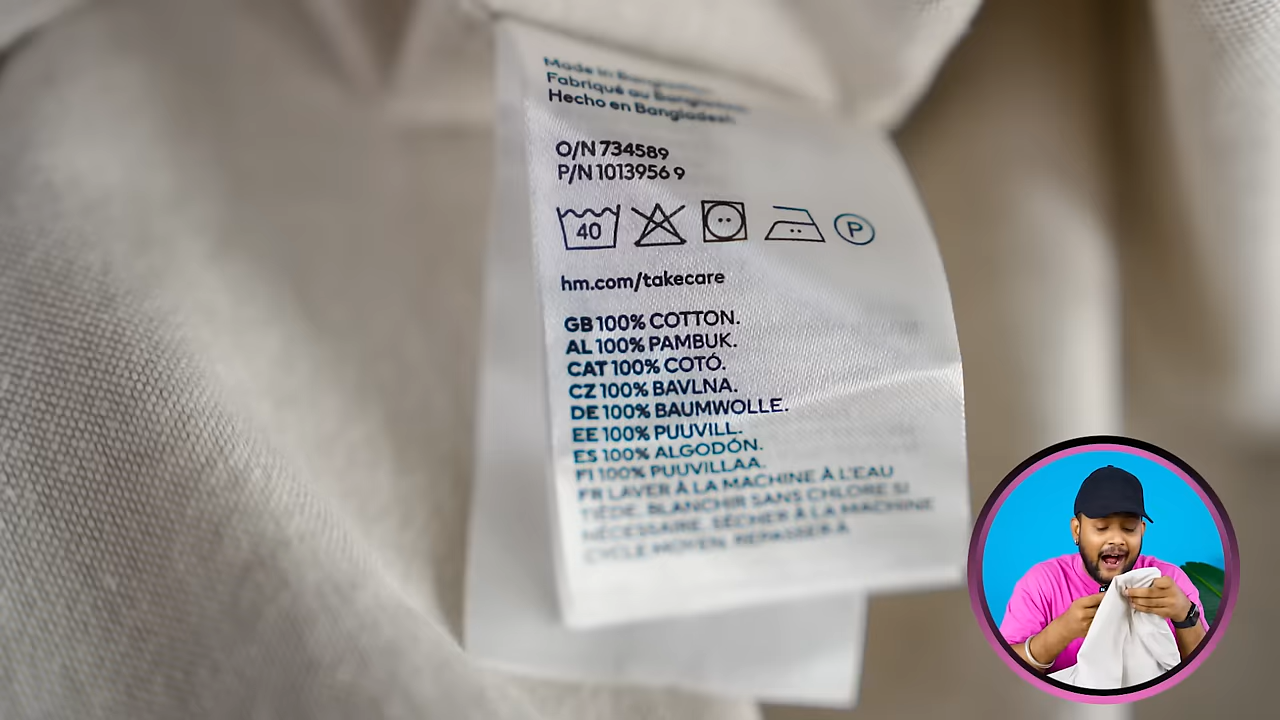 Made in Bangladesh
Fabriqué au Bangladesh
Hecho en Bangladesh
O/N 734589
P/N 1013956 9
40
P
hm.com/takecare
GB 100% COTTON.
AL 100% PAMBUK.
CAT 100% COTÓ.
CZ 100% BAVLNA.
DE 100% BAUMWOLLE.
EE 100% PUUVILL.
ES 100% ALGODÓN.
FI 100% PUUVILLAA.
FR LAVER À LA MACHINE À L'EAU
TIÈDE. BLANCHIR SANS CHLORE SI
NÉCESSAIRE. SÉCHER À LA MACHINE
CYCLE MOYEN. REPASSER À